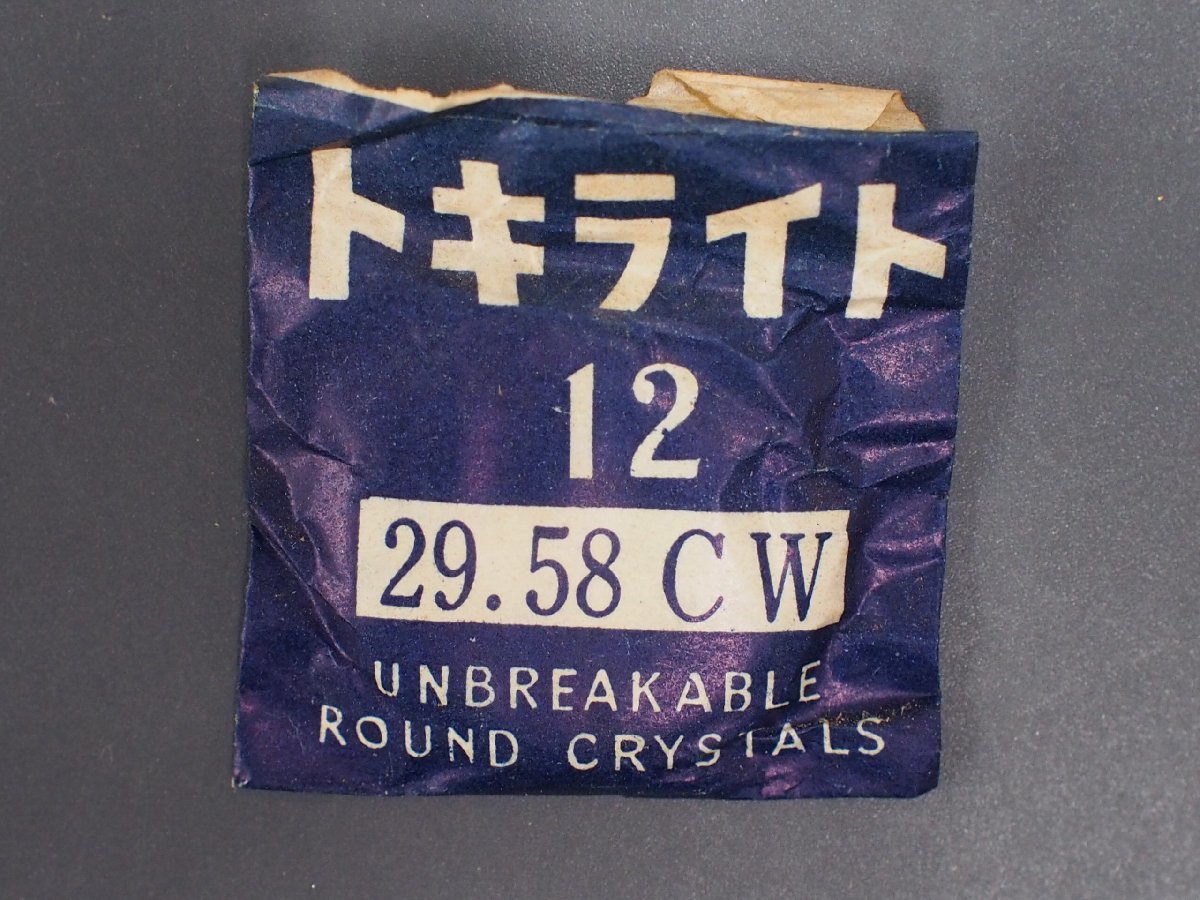 トキライト
12
29.58 CW
UNBREAKABLE
ROUND CRYSTALS